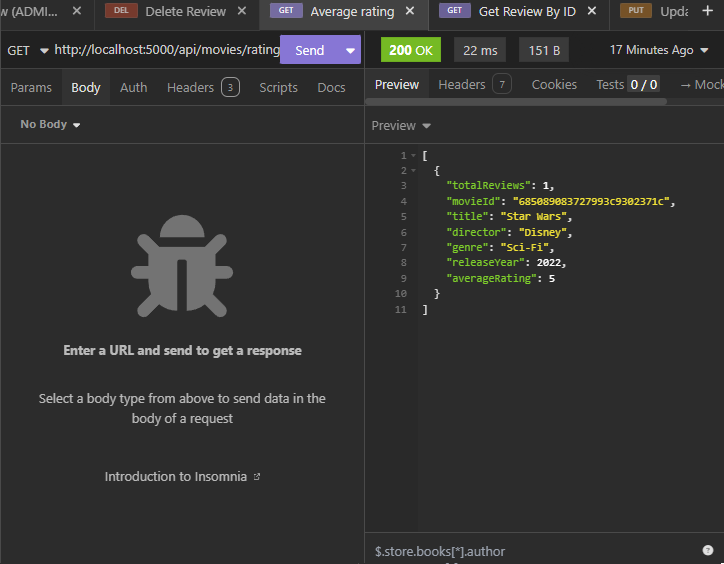 w (ADMI... × DEL Delete Review × GET Average rating × GET Get Review By ID × PUT Upda +
GET http://localhost:5000/api/movies/rating Send 200 OK 22 ms 151 B 17 Minutes Ago
Params Body Auth Headers 3 Scripts Docs Preview Headers 7 Cookies Tests 0 / 0 → Mock
No Body Preview
1 [
2 {
3 "totalReviews": 1,
4 "movieId": "685089083727993c9302371c",
5 "title": "Star Wars",
6 "director": "Disney",
7 "genre": "Sci-Fi",
8 "releaseYear": 2022,
9 "averageRating": 5
10 }
11 ]
Enter a URL and send to get a response
Select a body type from above to send data in the
body of a request
Introduction to Insomnia
$.store.books[*].author ?